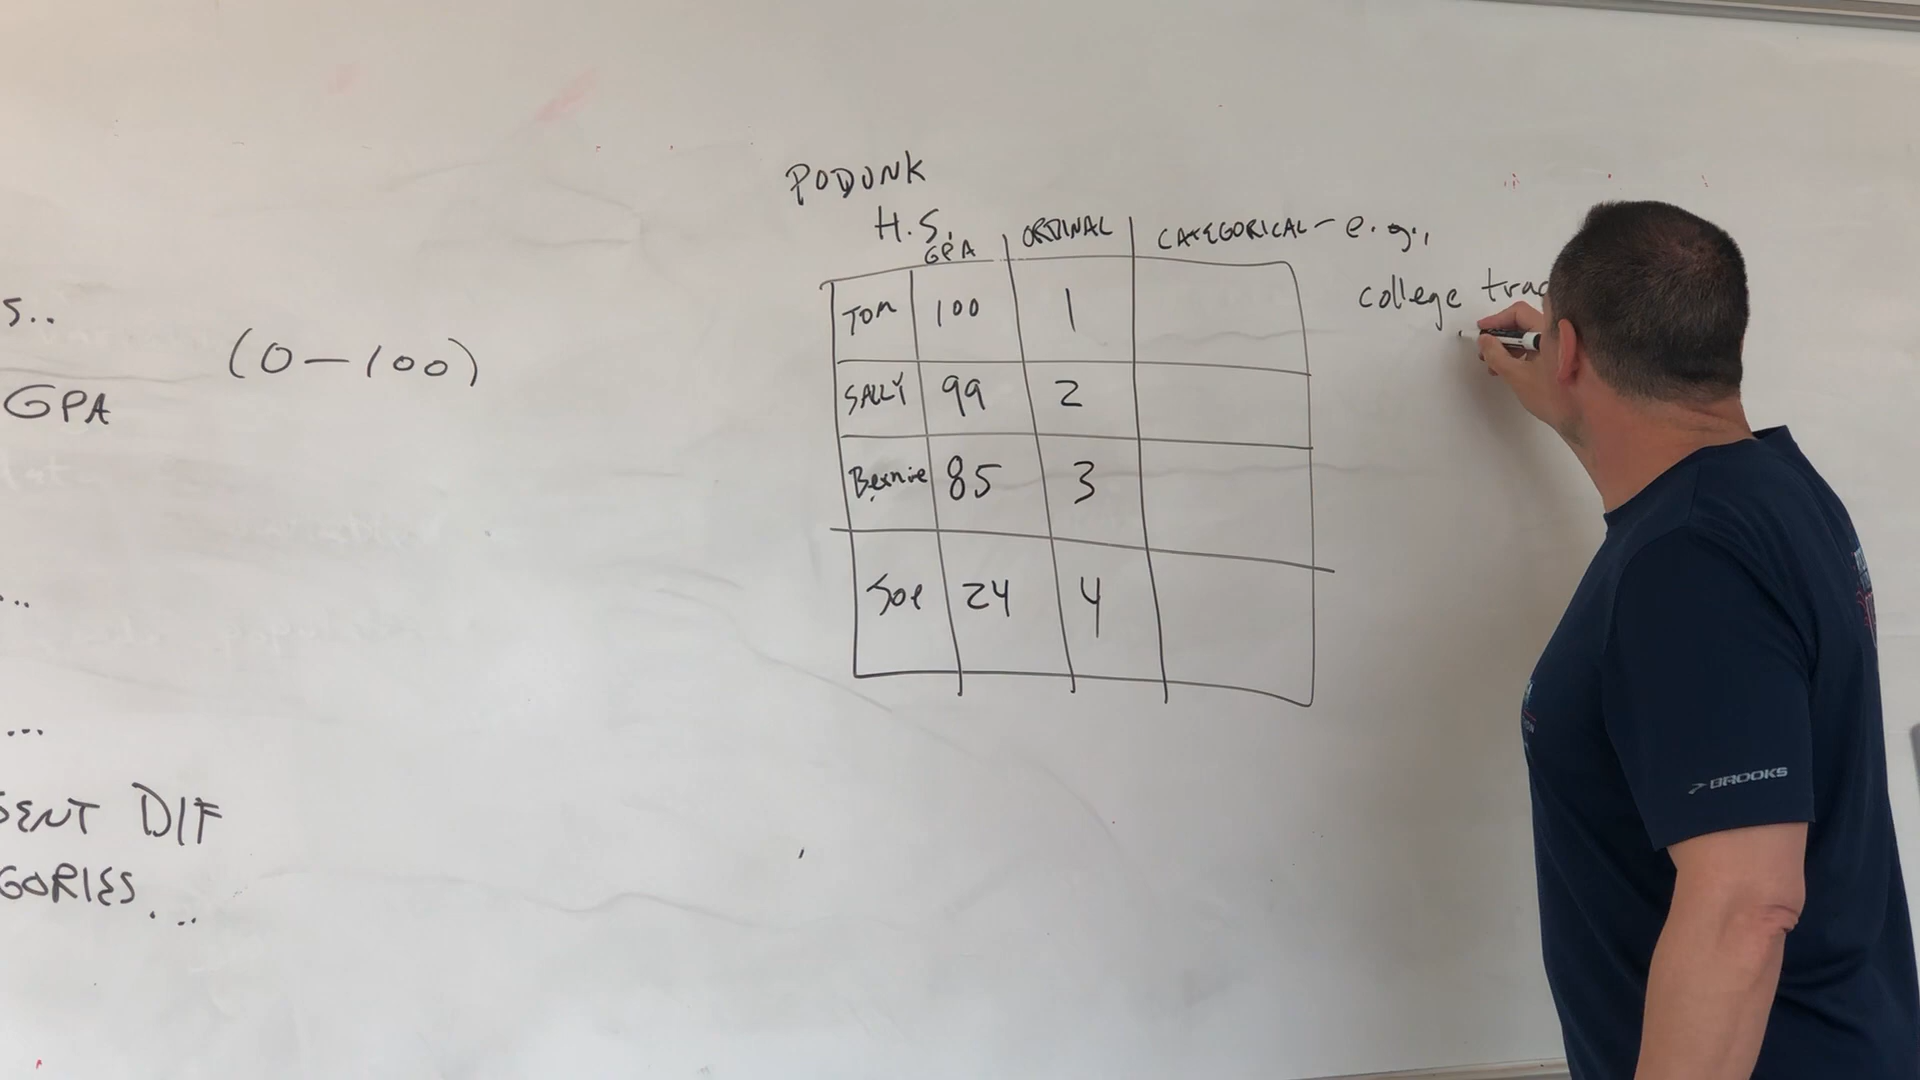 PODUNK
H.S.
GPA ORDINAL CATEGORICAL - e.g.,
college trac
TOM 100 1
SALLY 99 2
Bernie 85 3
Joe 24 4
S..
(0-100)
GPA
...
...
SENT DIF
GORIES...
BROOKS